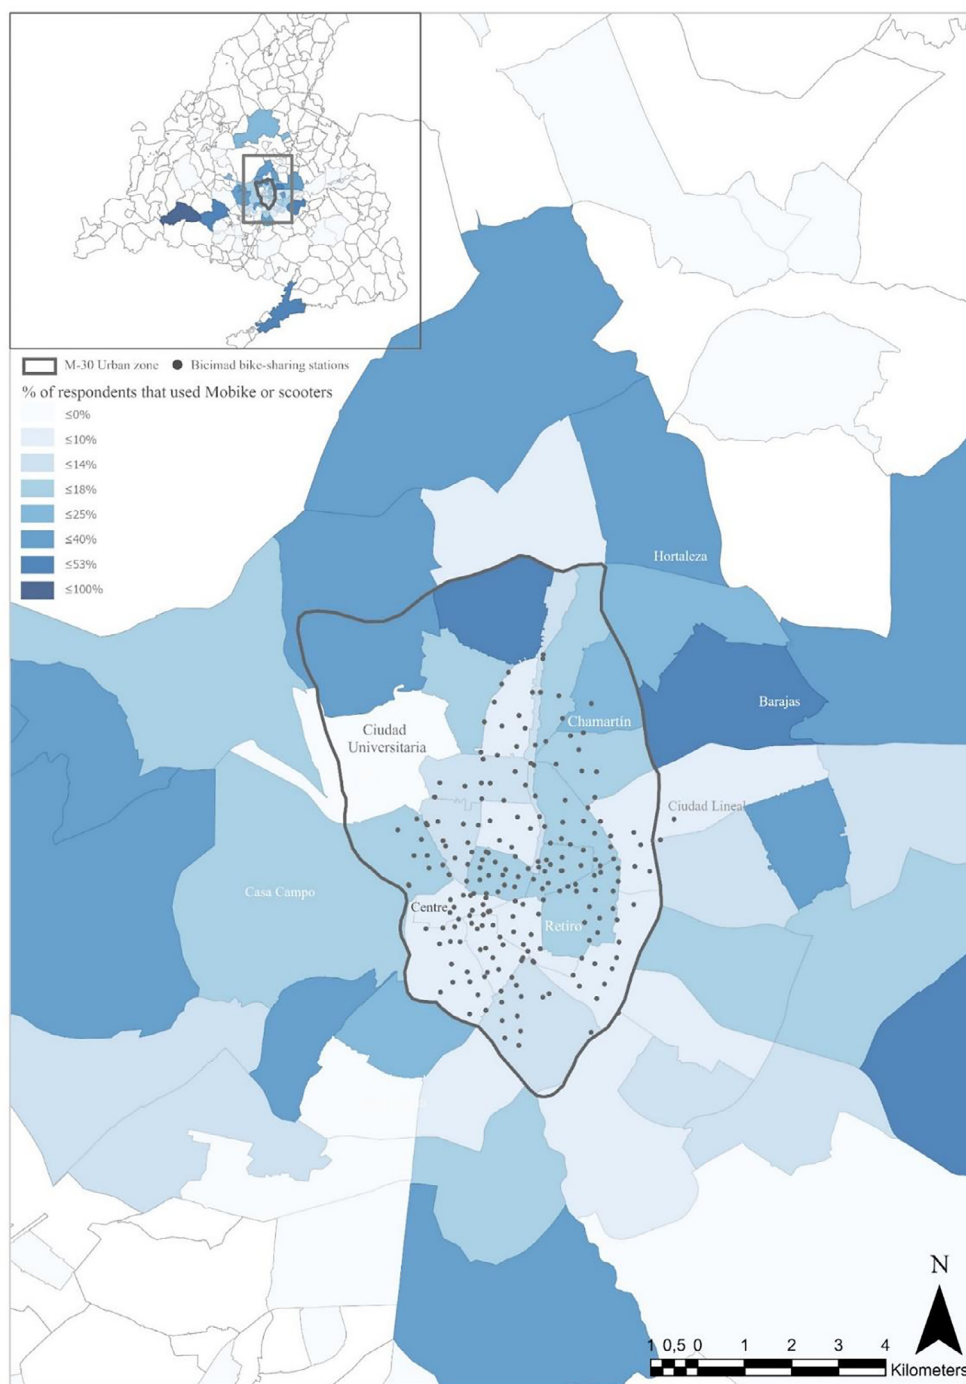 M-30 Urban zone Bicimad bike-sharing stations
% of respondents that used Mobike or scooters
≤0%
≤10%
≤14%
≤18%
≤25%
≤40%
≤53%
≤100%
Hortaleza
Barajas
Chamartín
Ciudad
Universitaria
Ciudad Lineal
Casa Campo
Centre
Retiro
N
1 0,5 0 1 2 3 4
Kilometers